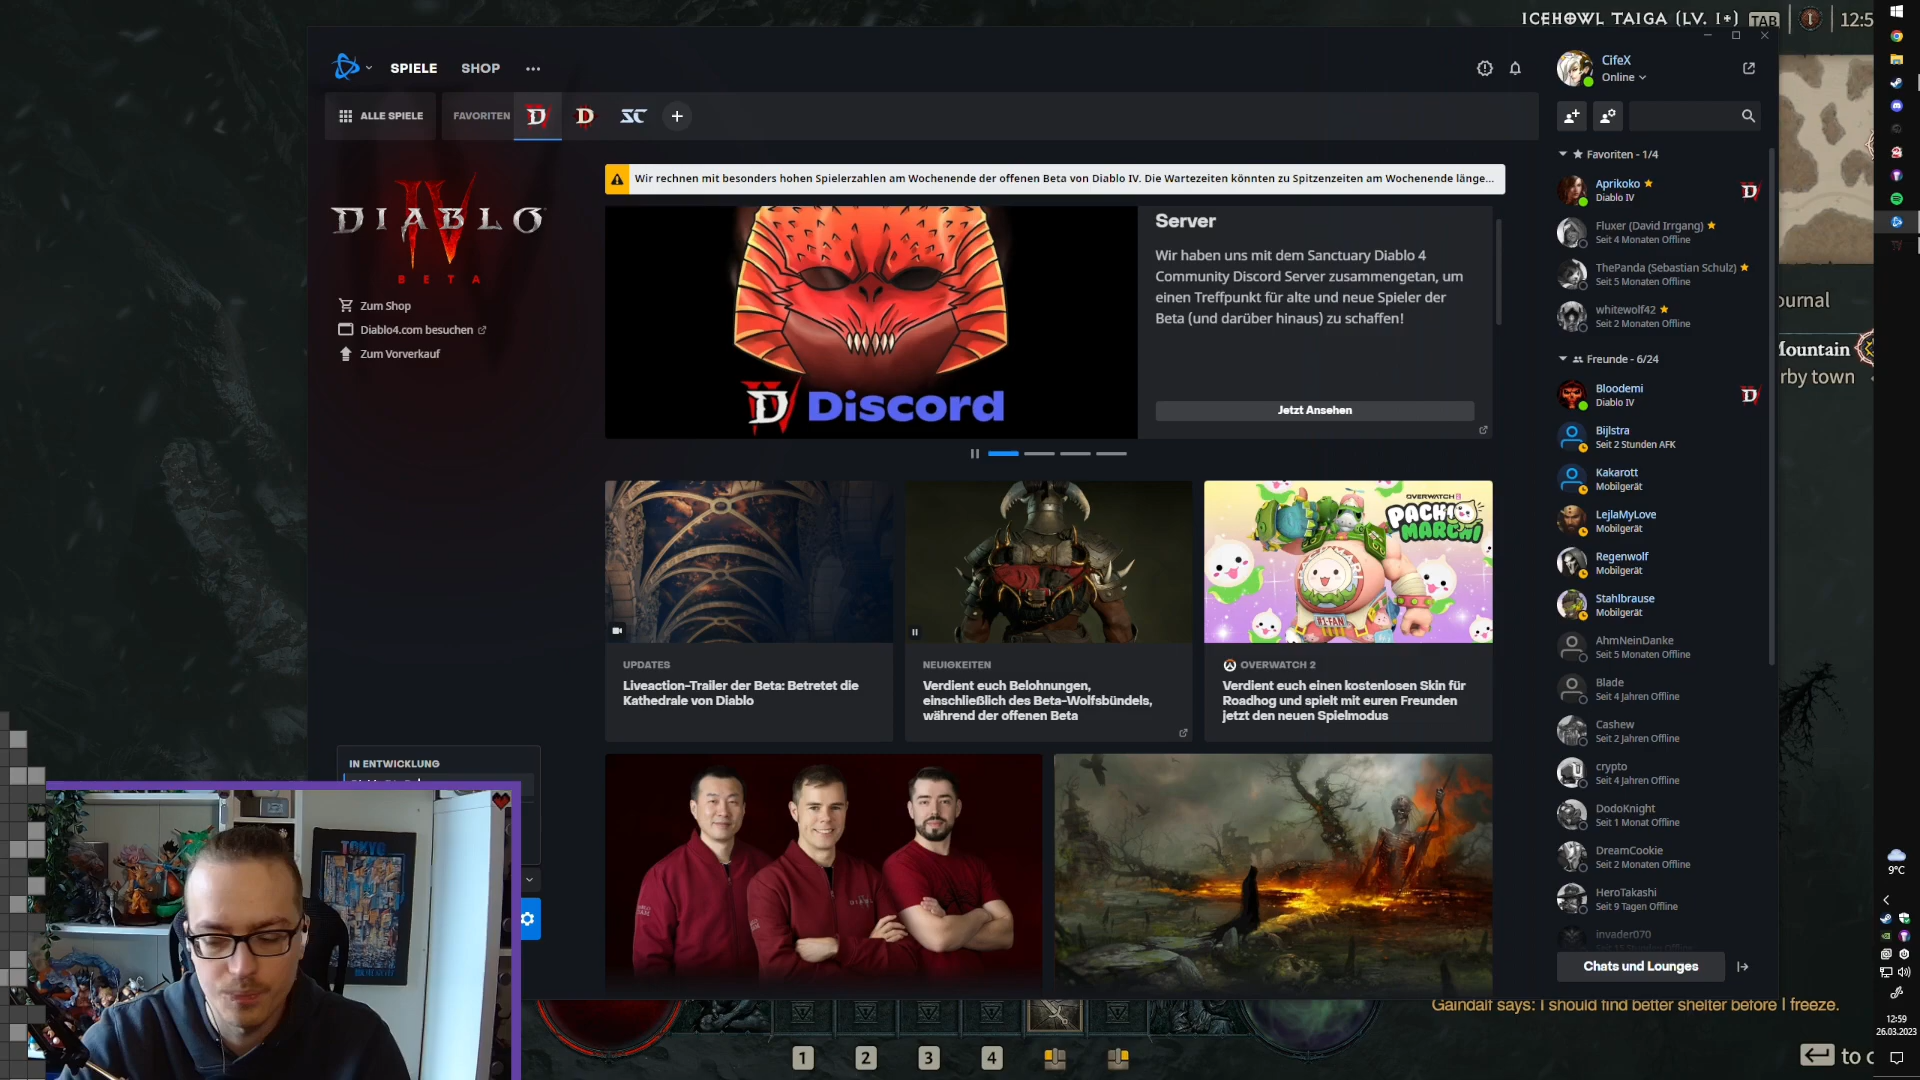 ICEHOWL TAIGA (LV. 1+) TAB
12:5
SPIELE
SHOP
CifeX
Online
ALLE SPIELE
FAVORITEN
DIABLO
IV
BETA
Zum Shop
Diablo4.com besuchen
Zum Vorverkauf
Wir rechnen mit besonders hohen Spielerzahlen am Wochenende der offenen Beta von Diablo IV. Die Wartezeiten könnten zu Spitzenzeiten am Wochenende länge...
Server
Wir haben uns mit dem Sanctuary Diablo 4
Community Discord Server zusammengetan, um
einen Treffpunkt für alte und neue Spieler der
Beta (und darüber hinaus) zu schaffen!
Jetzt Ansehen
Discord
UPDATES
Liveaction-Trailer der Beta: Betretet die
Kathedrale von Diablo
NEUIGKEITEN
Verdient euch Belohnungen,
einschließlich des Beta-Wolfsbündels,
während der offenen Beta
OVERWATCH 2
PACHIMARCHI
#1-FAN
OVERWATCH 2
Verdient euch einen kostenlosen Skin für
Roadhog und spielt mit euren Freunden
jetzt den neuen Spielmodus
IN ENTWICKLUNG
TOKYO
Favoriten - 1/4
Aprikoko
Diablo IV
Fluxer (David Irrgang)
Seit 4 Monaten Offline
ThePanda (Sebastian Schulz)
Seit 5 Monaten Offline
whitewolf42
Seit 2 Monaten Offline
Freunde - 6/24
Bloodemi
Diablo IV
Bijlstra
Seit 2 Stunden AFK
Kakarott
Mobilgerät
LejlaMyLove
Mobilgerät
Regenwolf
Mobilgerät
Stahlbrause
Mobilgerät
AhmNeinDanke
Seit 5 Monaten Offline
Blade
Seit 4 Jahren Offline
Cashew
Seit 2 Jahren Offline
crypto
Seit 4 Jahren Offline
DodoKnight
Seit 1 Monat Offline
DreamCookie
Seit 2 Monaten Offline
HeroTakashi
Seit 9 Tagen Offline
invader070
Chats und Lounges
ournal
Mountain
rby town
Gaindalf says: I should find better shelter before I freeze.
1 2 3 4
to c
9°C
12:59
26.03.2023